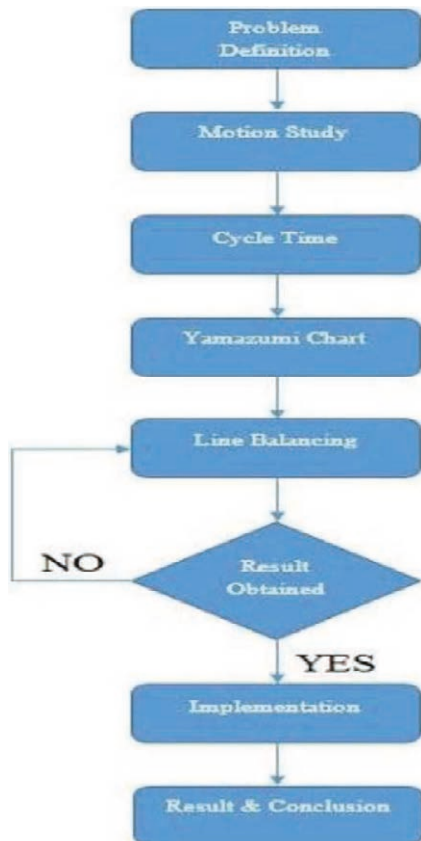 Problem
Definition
Motion Study
Cycle Time
Yamazumi Chart
Line Balancing
Result
Obtained
NO
YES
Implementation
Result & Conclusion